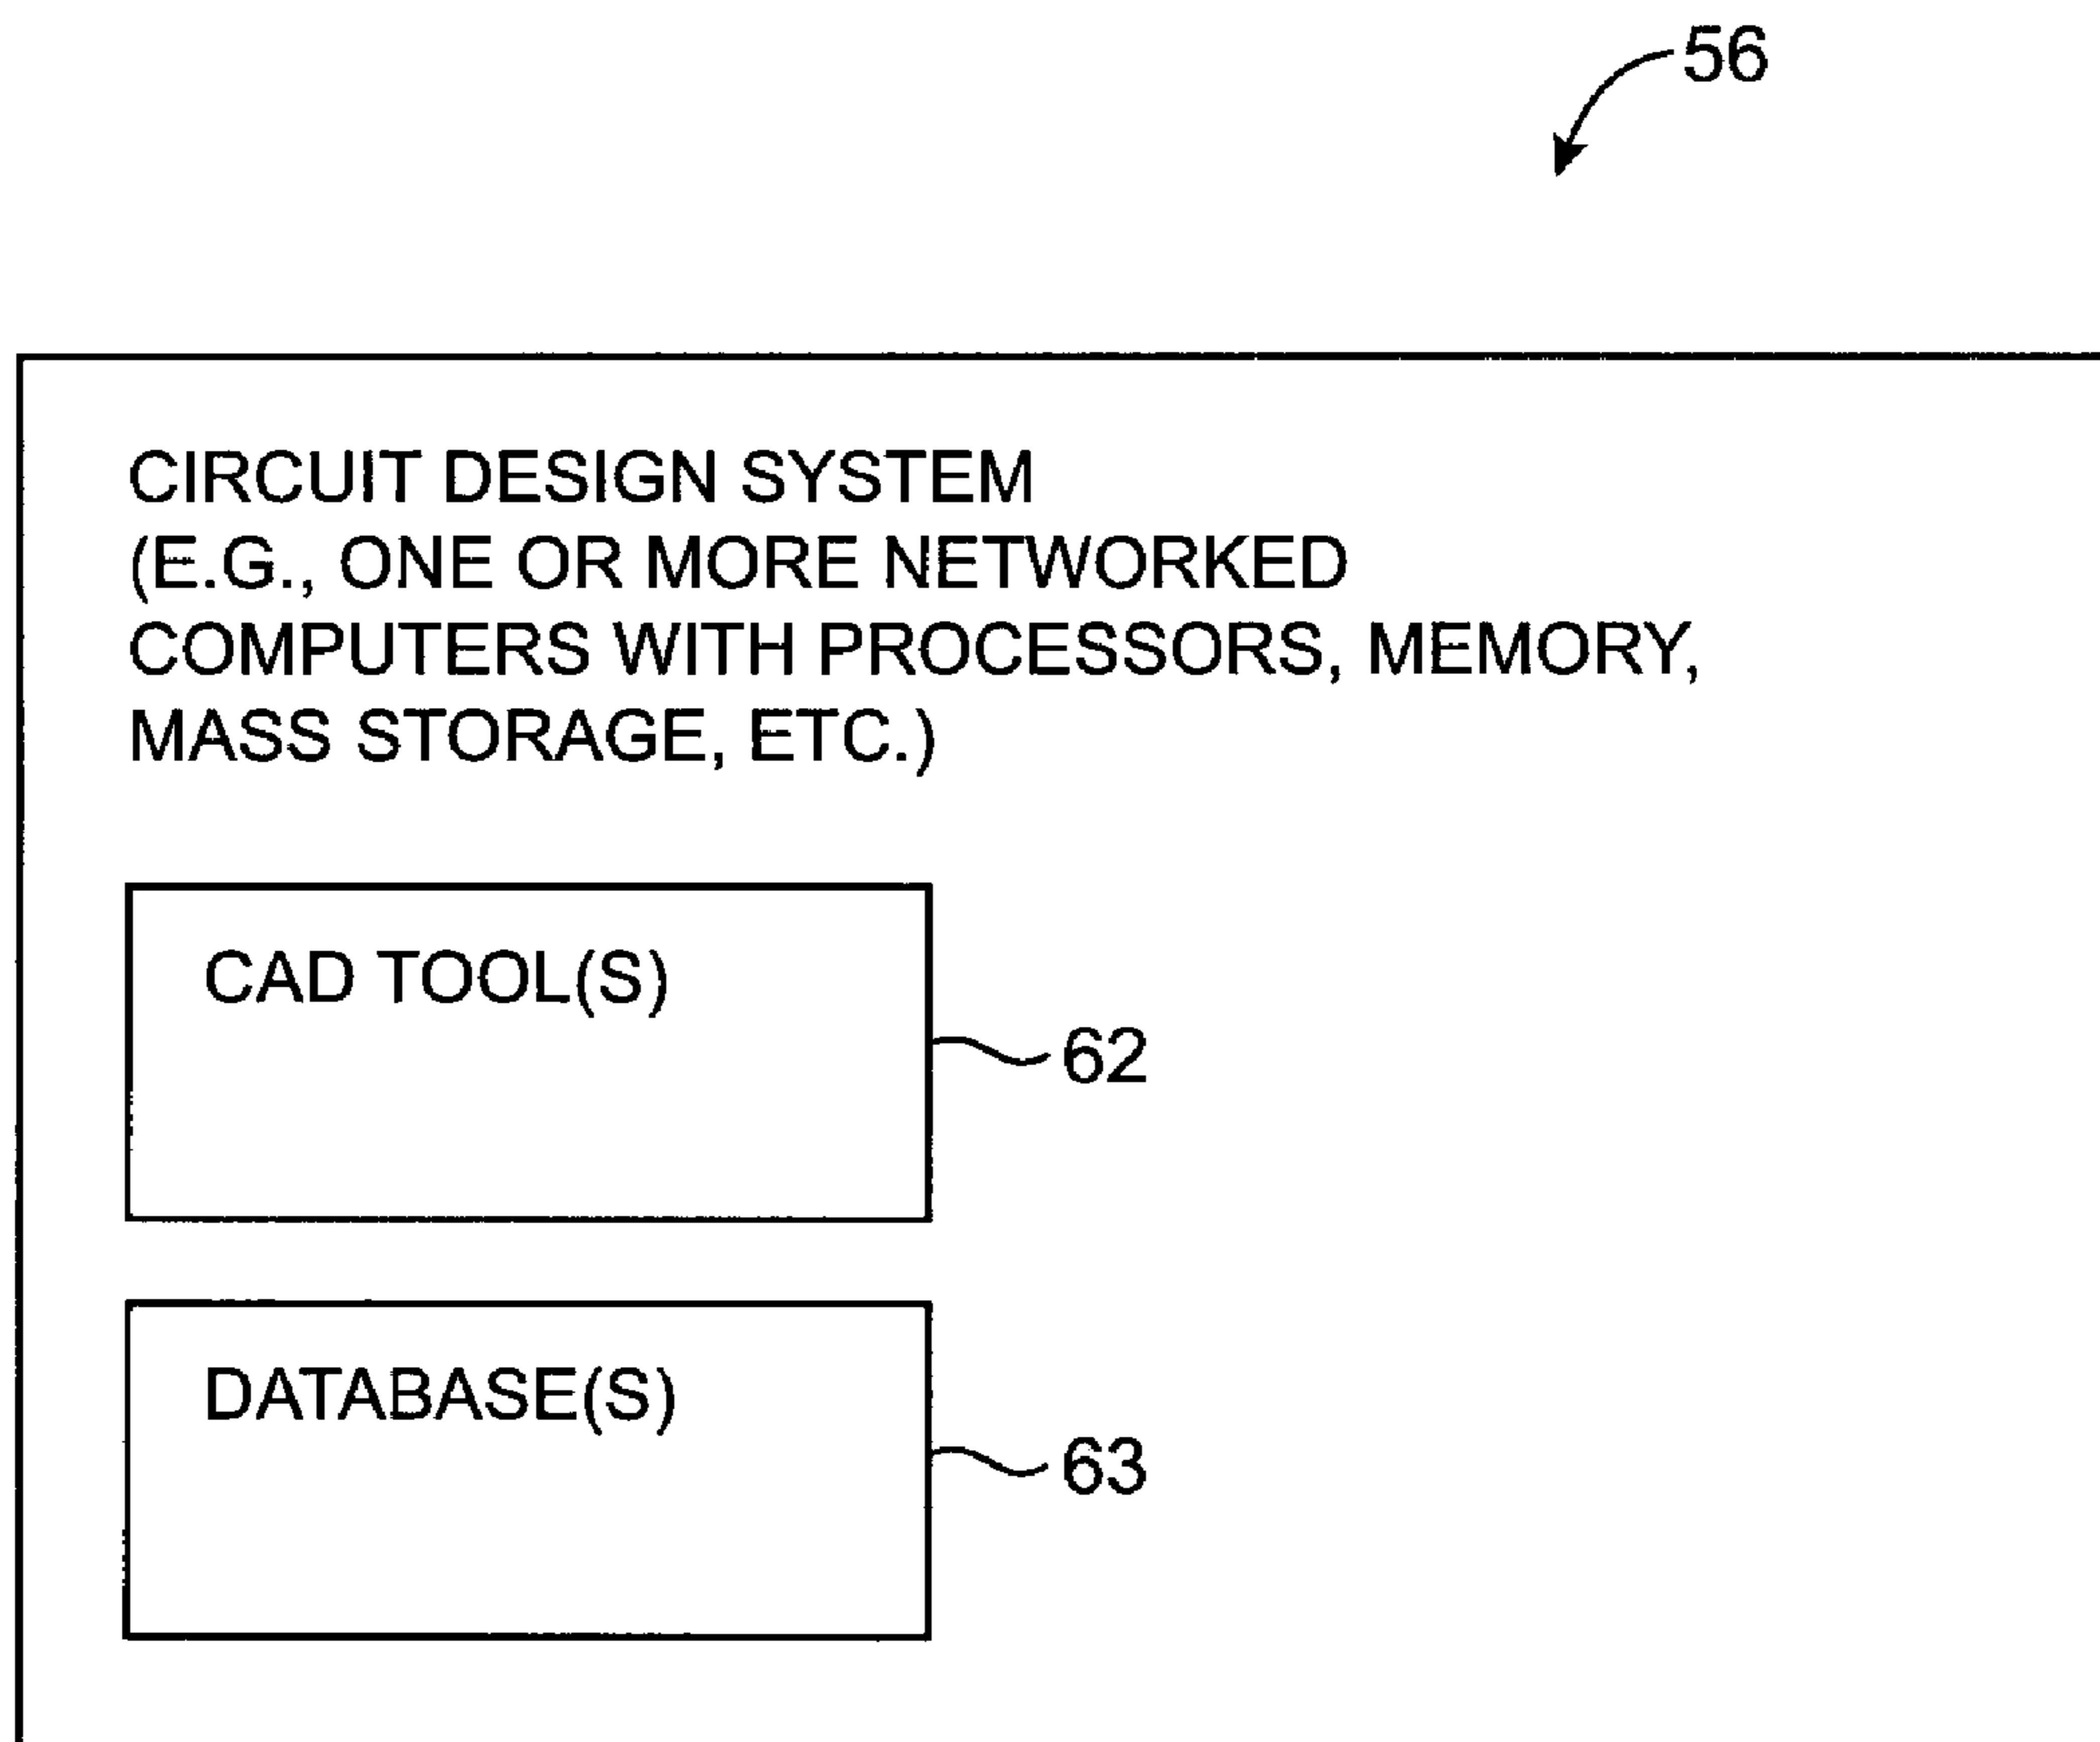 56
CIRCUIT DESIGN SYSTEM
(E.G., ONE OR MORE NETWORKED
COMPUTERS WITH PROCESSORS, MEMORY,
MASS STORAGE, ETC.)
CAD TOOL(S)
62
DATABASE(S)
63